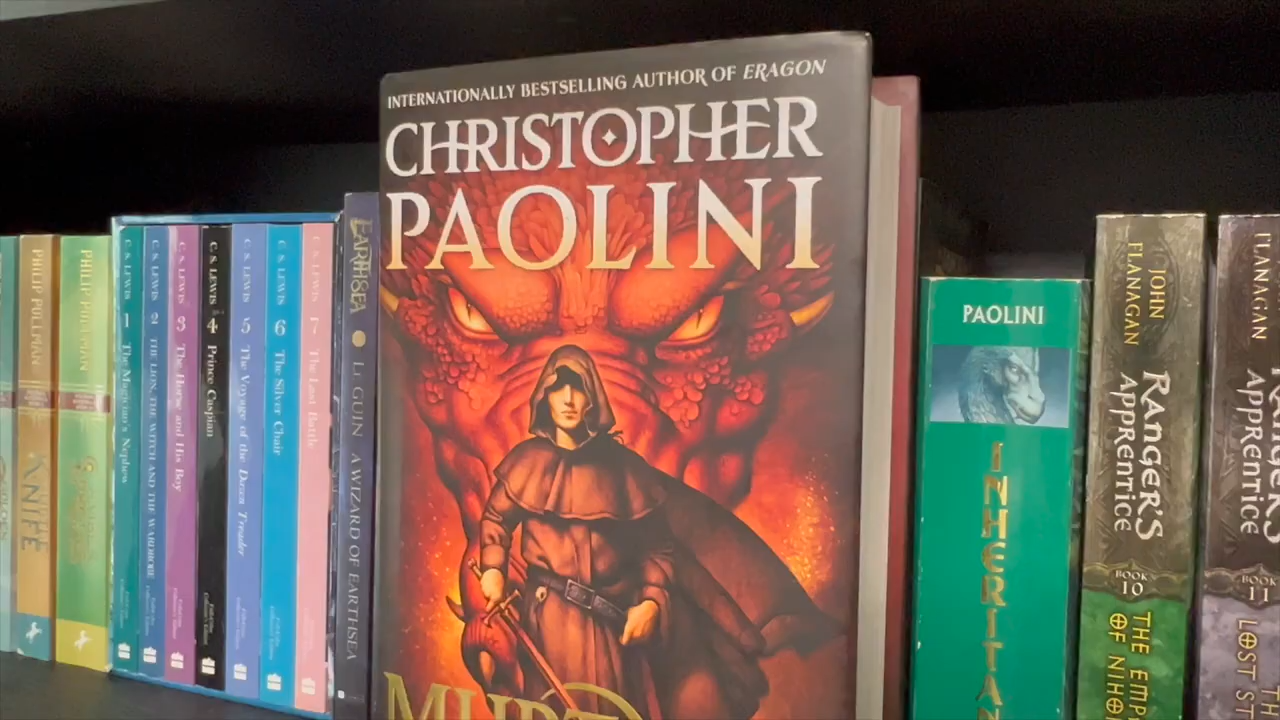 PHILIP PULLMAN
KNIFE
PHILIP PULLMAN
C. S. LEWIS 1 The Magician's Nephew
C. S. LEWIS 2 THE LION, THE WITCH AND THE WARDROBE
C. S. LEWIS 3 The Horse and His Boy
C. S. LEWIS 4 Prince Caspian
C. S. LEWIS 5 The Voyage of the Dawn Treader
C. S. LEWIS 6 The Silver Chair
C. S. LEWIS 7 The Last Battle
EARTHSEA LE GUIN A WIZARD OF EARTHSEA
INTERNATIONALLY BESTSELLING AUTHOR OF ERAGON
CHRISTOPHER
PAOLINI
MURT
PAOLINI
INHERITAN
JOHN
FLANAGAN
RANGER'S
APPRENTICE
BOOK
10
THE EMP
OF NIHO
FLANAGAN
RANGER'S
APPRENTICE
BOOK
11
TH
LOST ST